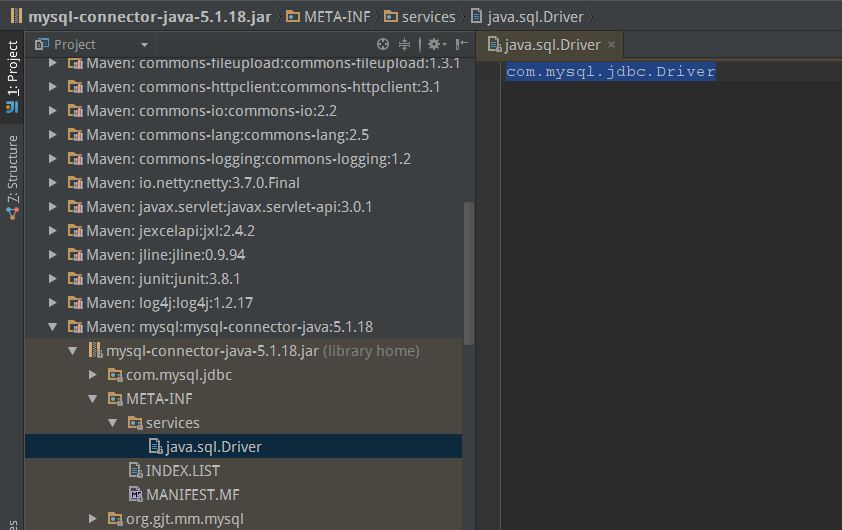 mysql-connector-java-5.1.18.jar META-INF services java.sql.Driver
1: Project
Z: Structure
Project
java.sql.Driver ×
com.mysql.jdbc.Driver
Maven: commons-fileupload:commons-fileupload:1.3.1
Maven: commons-httpclient:commons-httpclient:3.1
Maven: commons-io:commons-io:2.2
Maven: commons-lang:commons-lang:2.5
Maven: commons-logging:commons-logging:1.2
Maven: io.netty:netty:3.7.0.Final
Maven: javax.servlet:javax.servlet-api:3.0.1
Maven: jexcelapi:jxl:2.4.2
Maven: jline:jline:0.9.94
Maven: junit:junit:3.8.1
Maven: log4j:log4j:1.2.17
Maven: mysql:mysql-connector-java:5.1.18
mysql-connector-java-5.1.18.jar (library home)
com.mysql.jdbc
META-INF
services
java.sql.Driver
INDEX.LIST
MANIFEST.MF
org.gjt.mm.mysql